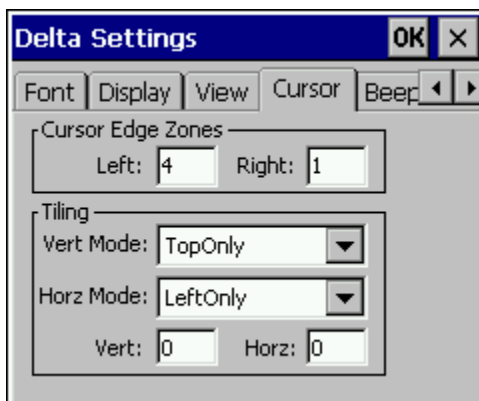 Delta Settings OK
Font Display View Cursor Beep
Cursor Edge Zones
Left: 4 Right: 1
Tiling
Vert Mode: TopOnly
Horz Mode: LeftOnly
Vert: 0 Horz: 0